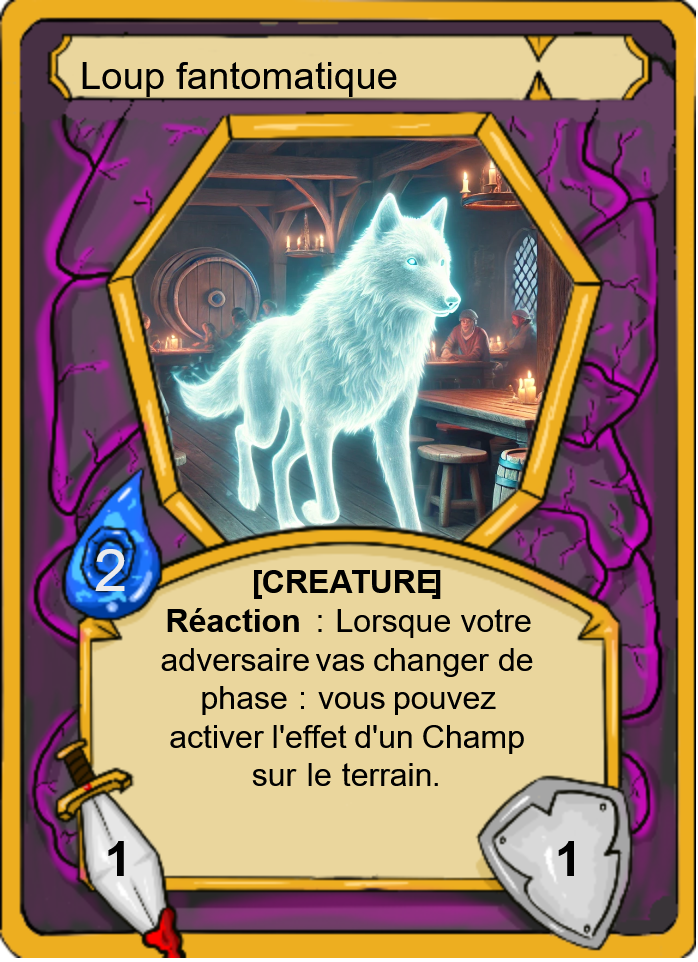 Loup fantomatique
2
[CREATURE]
Réaction : Lorsque votre
adversaire vas changer de
phase : vous pouvez
activer l'effet d'un Champ
sur le terrain.
1
1